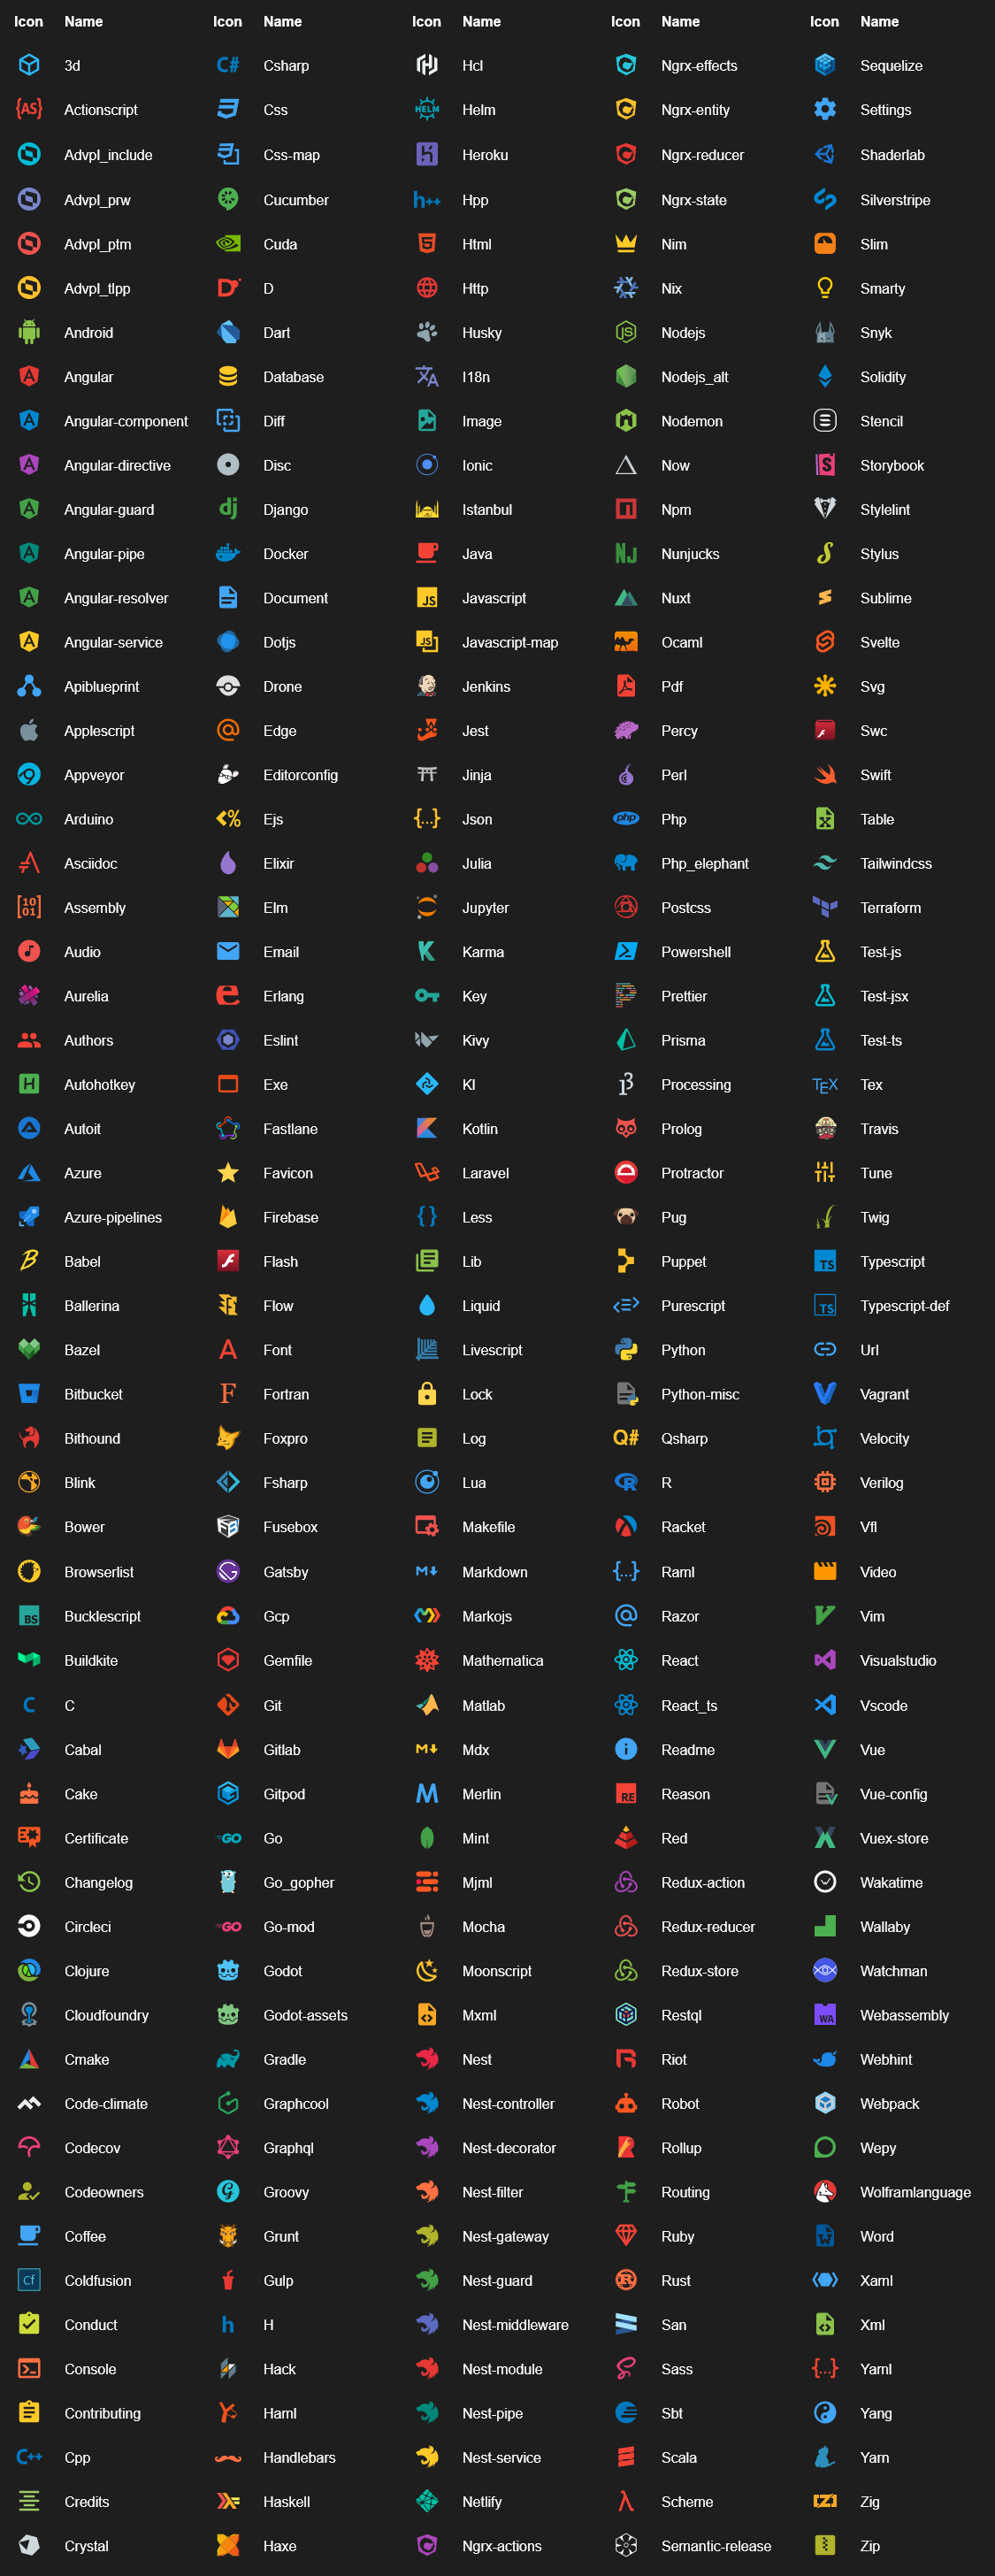 Icon Name Icon Name Icon Name Icon Name Icon Name
3d C# Csharp Hcl Ngrx-effects Sequelize
{AS} Actionscript Css HELM Helm Ngrx-entity Settings
Advpl_include Css-map Heroku Ngrx-reducer Shaderlab
Advpl_prw Cucumber h++ Hpp Ngrx-state Silverstripe
Advpl_ptm Cuda Html Nim Slim
Advpl_tlpp D Http Nix Smarty
Android Dart Husky Nodejs Snyk
Angular Database I18n Nodejs_alt Solidity
Angular-component Diff Image Nodemon Stencil
Angular-directive Disc Ionic Now Storybook
Angular-guard dj Django Istanbul Npm Stylelint
Angular-pipe Docker Java NJ Nunjucks Stylus
Angular-resolver Document JS Javascript Nuxt Sublime
Angular-service Dotjs JS Javascript-map Ocaml Svelte
Apiblueprint Drone Jenkins Pdf Svg
Applescript Edge Jest Percy Swc
Appveyor Editorconfig Jinja Perl Swift
Arduino <% Ejs {...} Json php Php Table
Asciidoc Elixir Julia Php_elephant Tailwindcss
[1001] Assembly Elm Jupyter Postcss Terraform
Audio Email Karma Powershell Test-js
Aurelia Erlang Key Prettier Test-jsx
Authors Eslint Kivy Prisma Test-ts
H Autohotkey Exe Kl Processing TEX Tex
Autoit Fastlane Kotlin Prolog Travis
Azure Favicon Laravel Protractor Tune
Azure-pipelines Firebase {} Less Pug Twig
Babel Flash Lib Puppet TS Typescript
Ballerina Flow Liquid Purescript TS Typescript-def
Bazel A Font Livescript Python Url
Bitbucket F Fortran Lock Python-misc Vagrant
Bithound Foxpro Log Q# Qsharp Velocity
Blink Fsharp Lua R R Verilog
Bower Fusebox Makefile Racket Vfl
Browserlist Gatsby M Markdown {...} Raml Video
BS Bucklescript Gcp Markojs Razor Vim
Buildkite Gemfile Mathematica React Visualstudio
C C Git Matlab React_ts Vscode
Cabal Gitlab M Mdx Readme Vue
Cake Gitpod M Merlin RE Reason Vue-config
Certificate GO Go Mint Red Vuex-store
Changelog Go_gopher Mjml Redux-action Wakatime
Circleci GO Go-mod Mocha Redux-reducer Wallaby
Clojure Godot Moonscript Redux-store Watchman
Cloudfoundry Godot-assets Mxml Restql WA Webassembly
Cmake Gradle Nest Riot Webhint
Code-climate Graphcool Nest-controller Robot Webpack
Codecov Graphql Nest-decorator Rollup Wepy
Codeowners Groovy Nest-filter Routing Wolframlanguage
Coffee Grunt Nest-gateway Ruby W Word
Cf Coldfusion Gulp Nest-guard Rust Xaml
Conduct h H Nest-middleware San Xml
Console Hack Nest-module Sass {...} Yaml
Contributing Haml Nest-pipe Sbt Yang
C++ Cpp Handlebars Nest-service Scala Yarn
Credits Haskell Netlify λ Scheme Zig
Crystal Haxe Ngrx-actions Semantic-release Zip